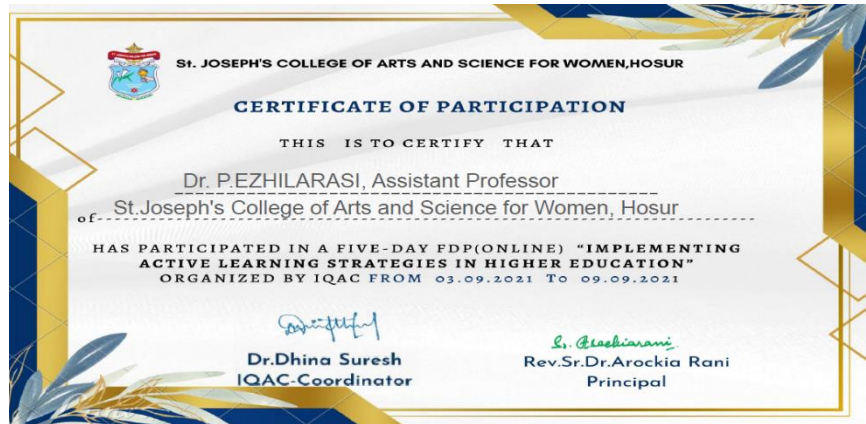 St. JOSEPH'S COLLEGE OF ARTS AND SCIENCE FOR WOMEN,HOSUR
CERTIFICATE OF PARTICIPATION
THIS IS TO CERTIFY THAT
Dr. P.EZHILARASI, Assistant Professor
of St.Joseph's College of Arts and Science for Women, Hosur
HAS PARTICIPATED IN A FIVE-DAY FDP(ONLINE) "IMPLEMENTING
ACTIVE LEARNING STRATEGIES IN HIGHER EDUCATION"
ORGANIZED BY IQAC FROM 03.09.2021 To 09.09.2021
Dr.Dhina Suresh
IQAC-Coordinator
Rev.Sr.Dr.Arockia Rani
Principal